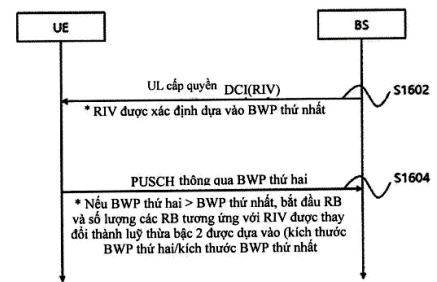 UE
BS
UL cấp quyền DCI(RIV)
S1602
* RIV được xác định dựa vào BWP thứ nhất
PUSCH thông qua BWP thứ hai
S1604
* Nếu BWP thứ hai > BWP thứ nhất, bắt đầu RB
và số lượng các RB tương ứng với RIV được thay
đổi thành luỹ thừa bậc 2 được dựa vào (kích thước
BWP thứ hai/kích thước BWP thứ nhất